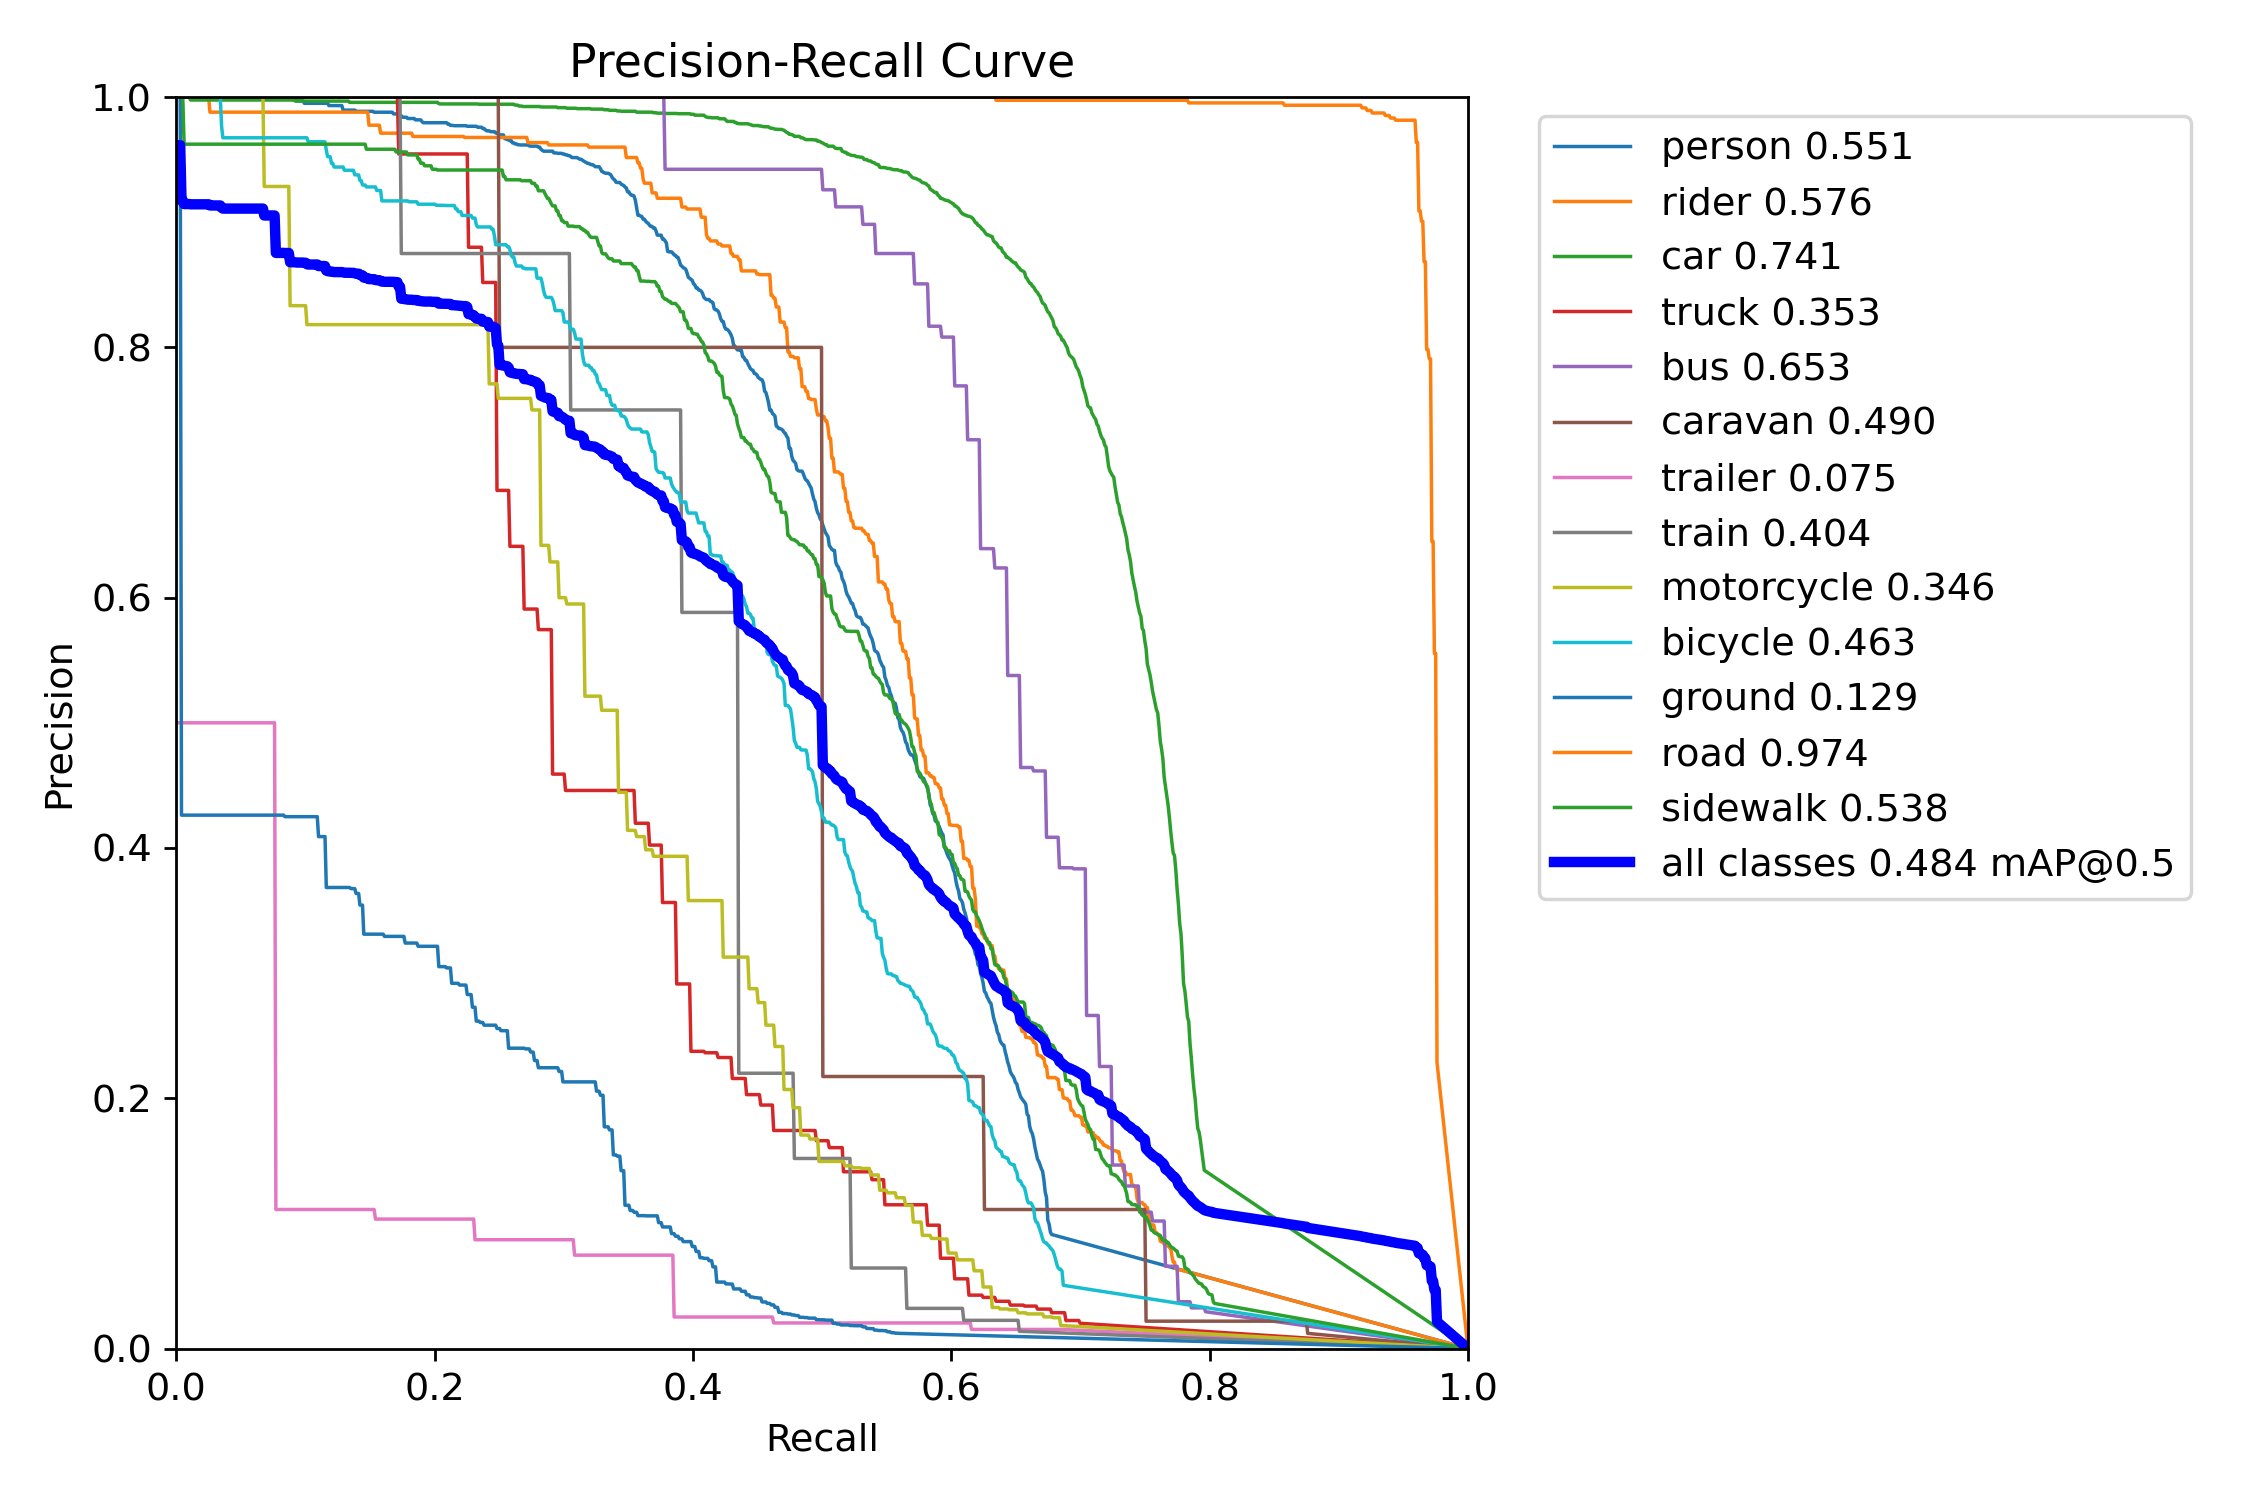 Precision-Recall Curve
1.0
0.8
0.6
0.4
0.2
0.0
Precision
0.0 0.2 0.4 0.6 0.8 1.0
Recall
person 0.551
rider 0.576
car 0.741
truck 0.353
bus 0.653
caravan 0.490
trailer 0.075
train 0.404
motorcycle 0.346
bicycle 0.463
ground 0.129
road 0.974
sidewalk 0.538
all classes 0.484 mAP@0.5